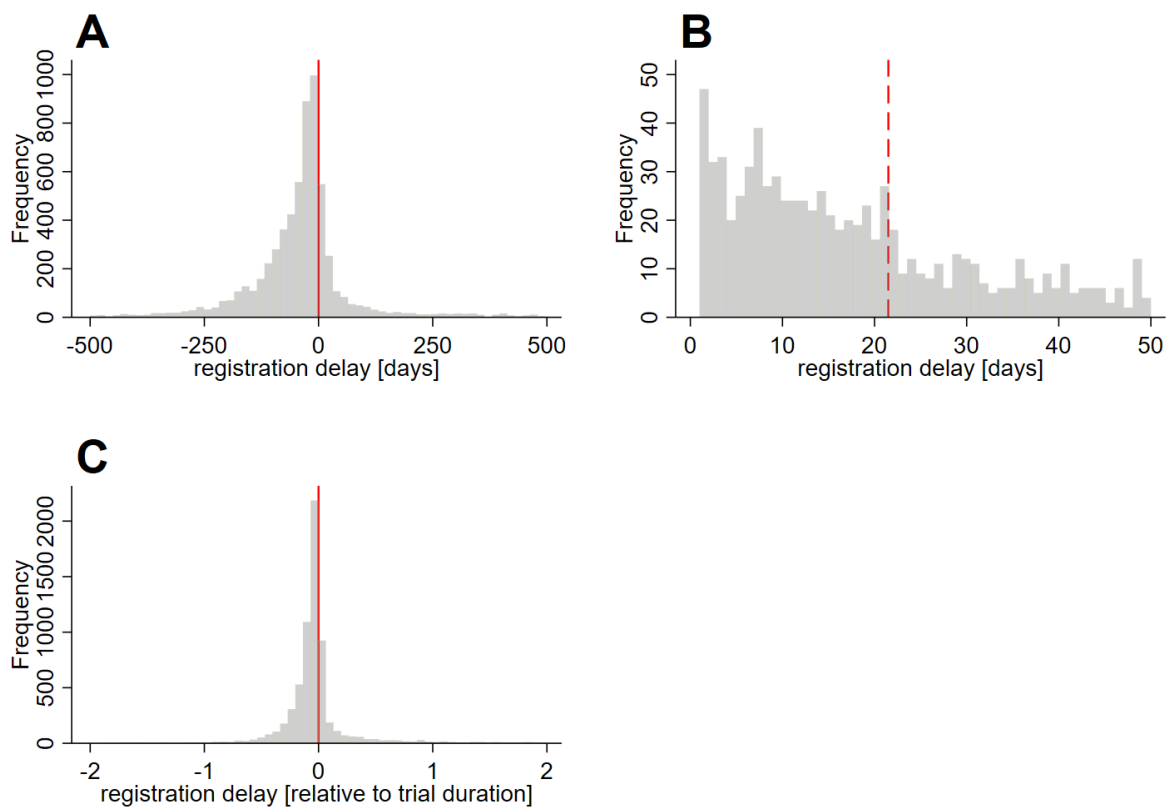 A
Frequency
0 200 400 600 800 1000
-500 -250 0 250 500
registration delay [days]
B
Frequency
0 10 20 30 40 50
0 10 20 30 40 50
registration delay [days]
C
Frequency
0 500 1000 1500 2000
-2 -1 0 1 2
registration delay [relative to trial duration]